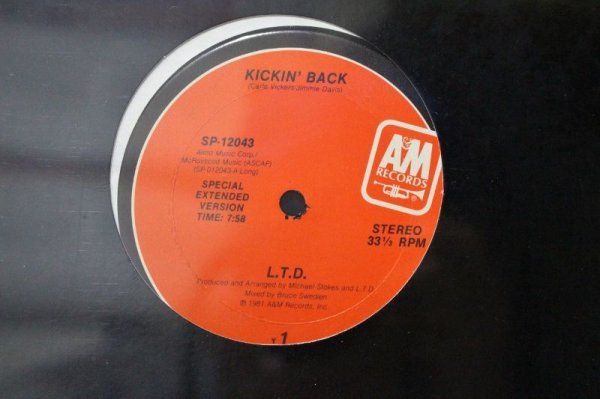 KICKIN' BACK
(Carle Vickers-Jimmie Davis)
SP-12043
Almo Music Corp./
McRovscod Music (ASCAP)
(SP-012043-A-Long)
SPECIAL
EXTENDED
VERSION
TIME: 7:58
A&M
RECORDS
®
STEREO
33⅓ RPM
L.T.D.
Produced and Arranged by Michael Stokes and L.T.D.
Mixed by Bruce Swedien
℗ 1981 A&M Records, Inc.
1